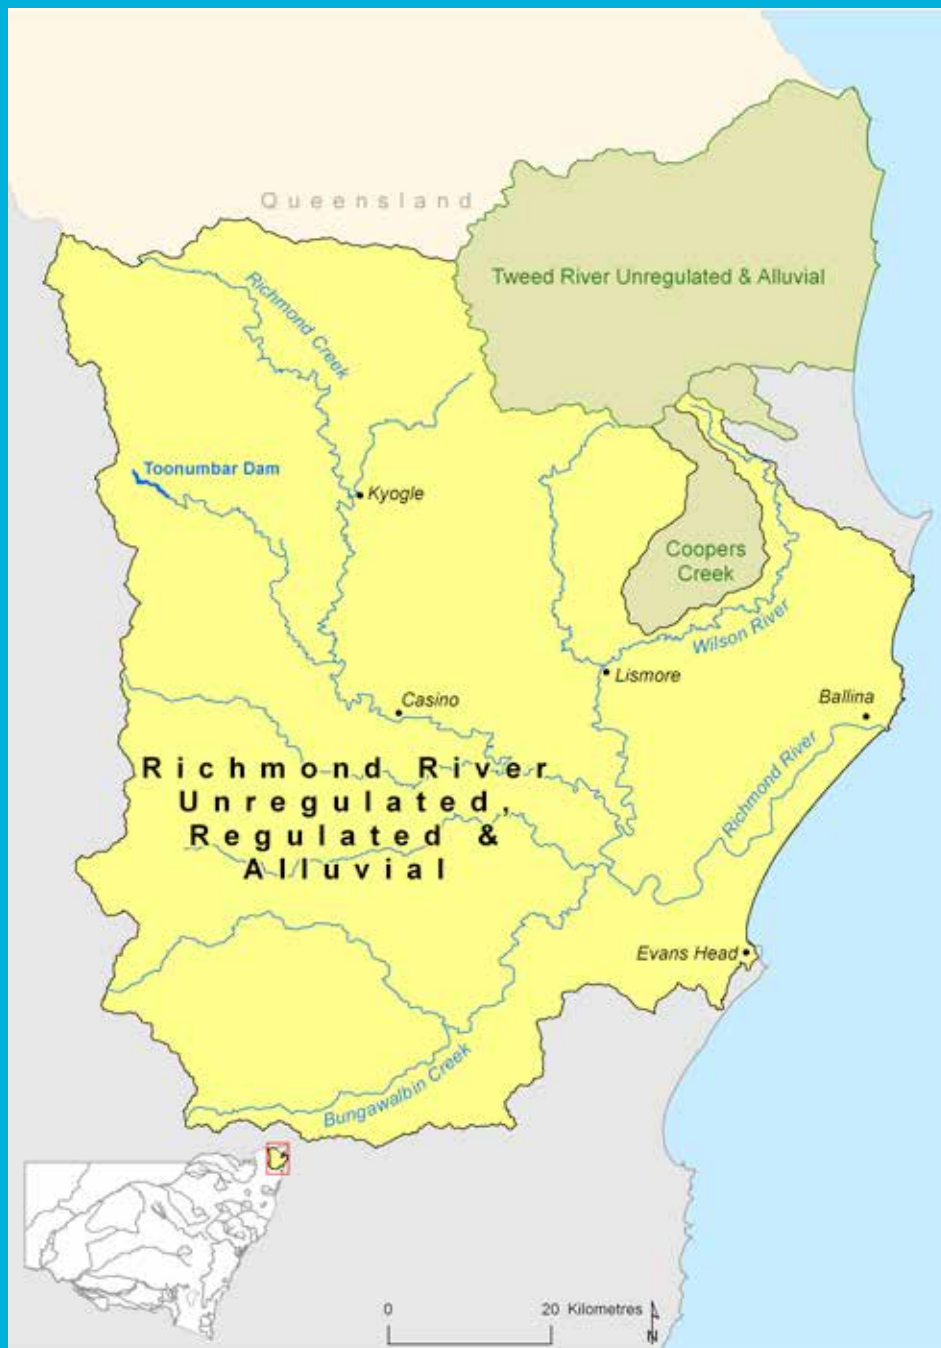 Queensland
Tweed River Unregulated & Alluvial
Richmond Creek
Toonumbar Dam
Kyogle
Coopers
Creek
Wilson River
Lismore
Casino
Ballina
Richmond River
Unregulated,
Regulated &
Alluvial
Richmond River
Evans Head
Bungawalbin Creek
0 20 Kilometres
N